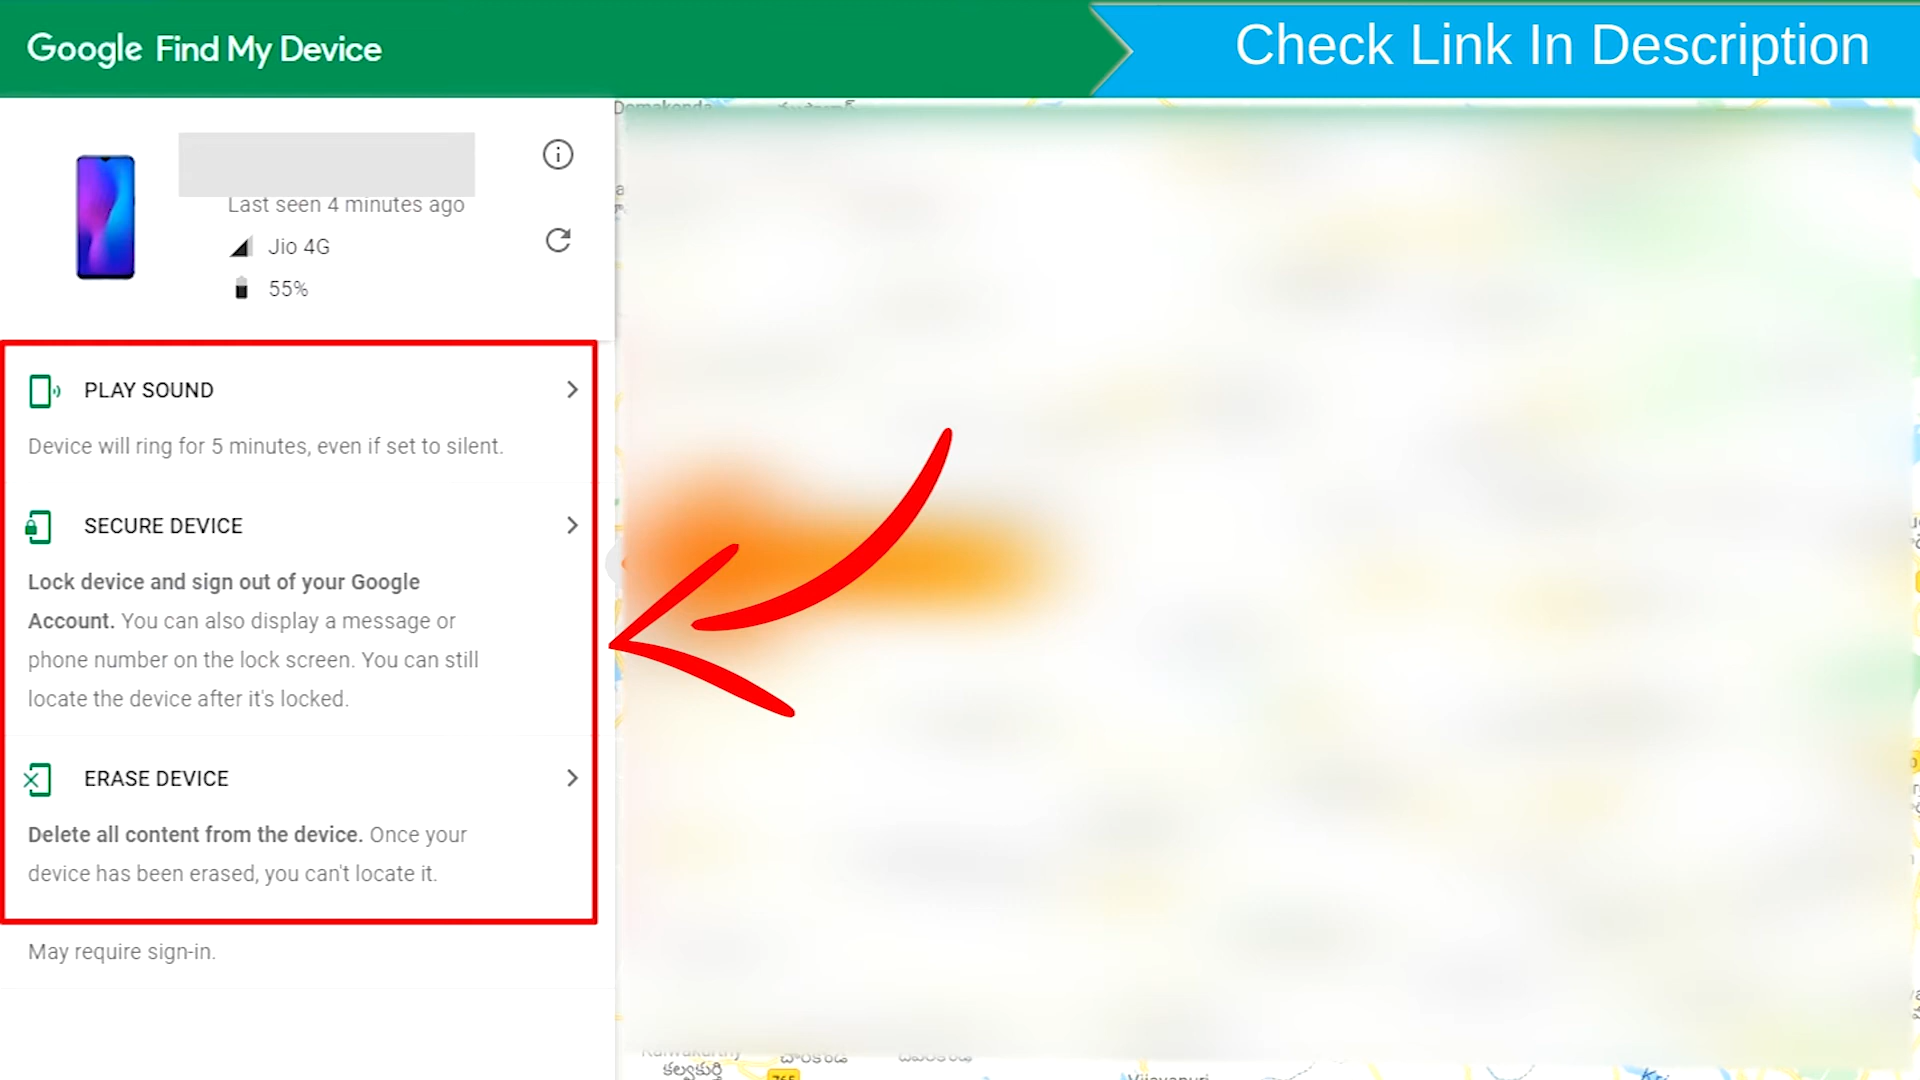 Google Find My Device
Check Link In Description
Last seen 4 minutes ago
Jio 4G
55%
PLAY SOUND
Device will ring for 5 minutes, even if set to silent.
SECURE DEVICE
Lock device and sign out of your Google
Account. You can also display a message or
phone number on the lock screen. You can still
locate the device after it's locked.
ERASE DEVICE
Delete all content from the device. Once your
device has been erased, you can't locate it.
May require sign-in.
కల్వకుర్తి
765